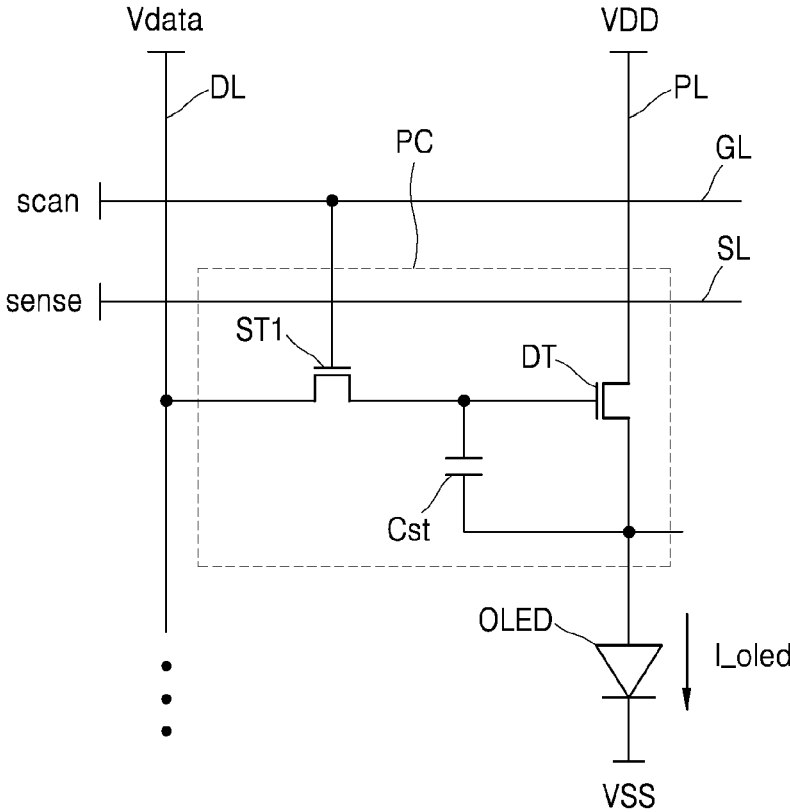 Vdata
VDD
DL
PL
PC
GL
scan
SL
sense
ST1
DT
Cst
OLED
I_oled
VSS